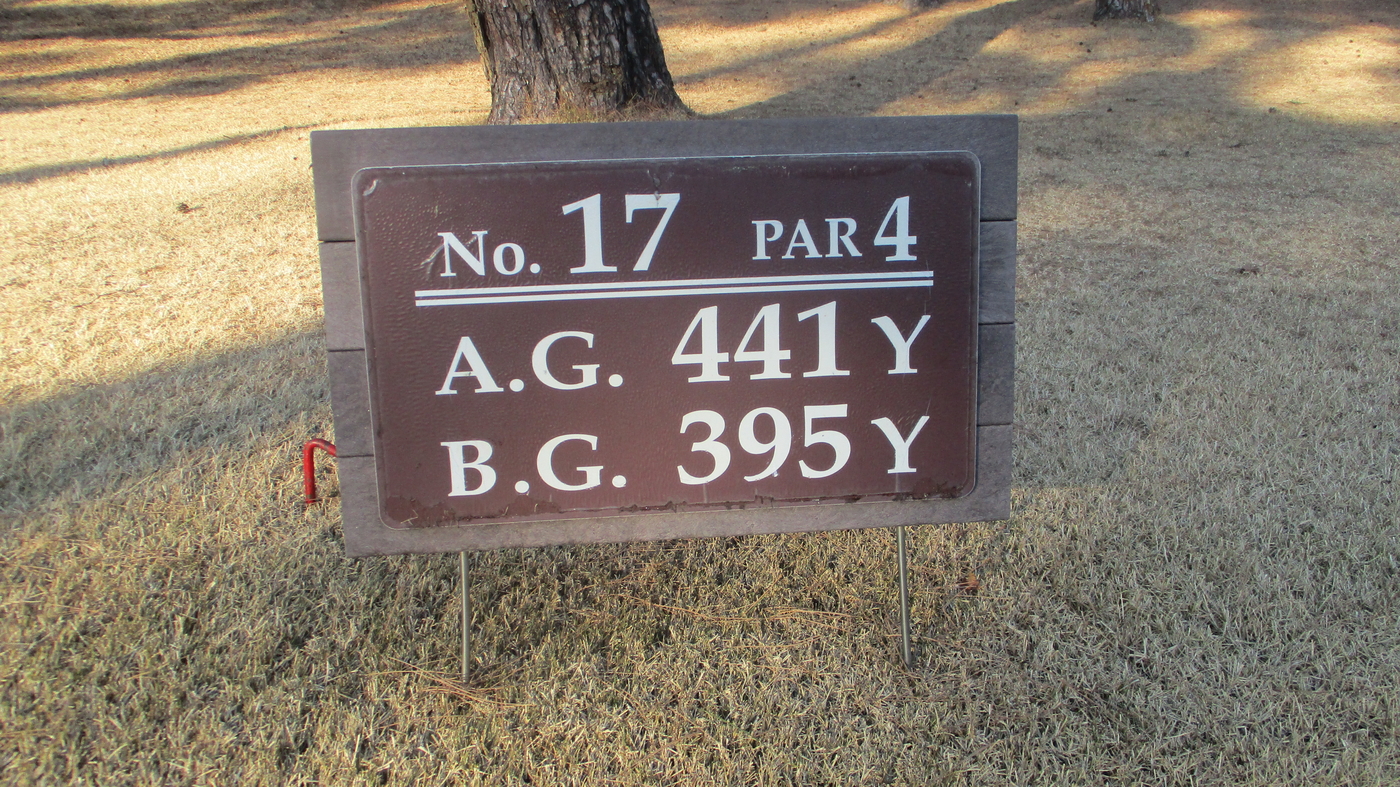 No. 17 PAR 4
A.G. 441 Y
B.G. 395 Y